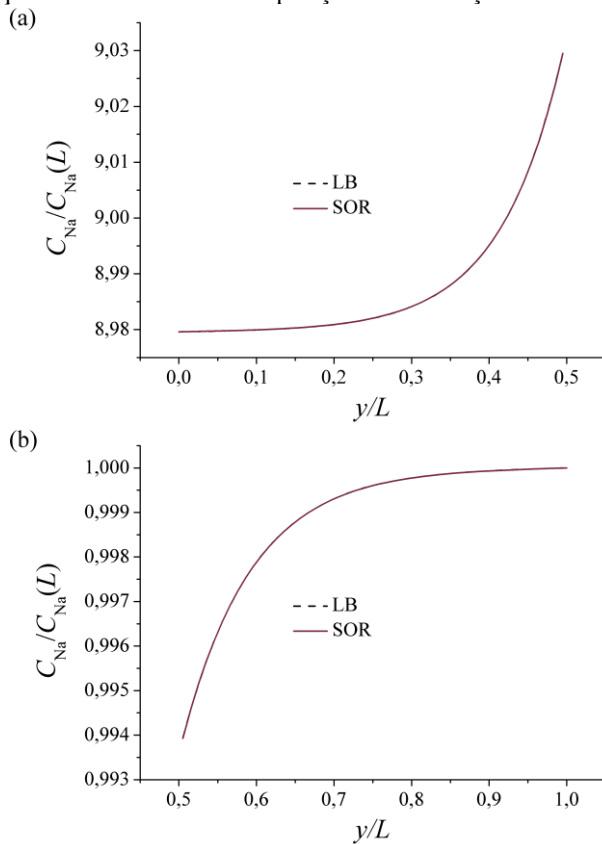 (a)
9,03
9,02
9,01
9,00
8,99
8,98
C_Na/C_Na(L)
LB
SOR
0,0 0,1 0,2 0,3 0,4 0,5
y/L
(b)
1,000
0,999
0,998
0,997
0,996
0,995
0,994
0,993
C_Na/C_Na(L)
LB
SOR
0,5 0,6 0,7 0,8 0,9 1,0
y/L